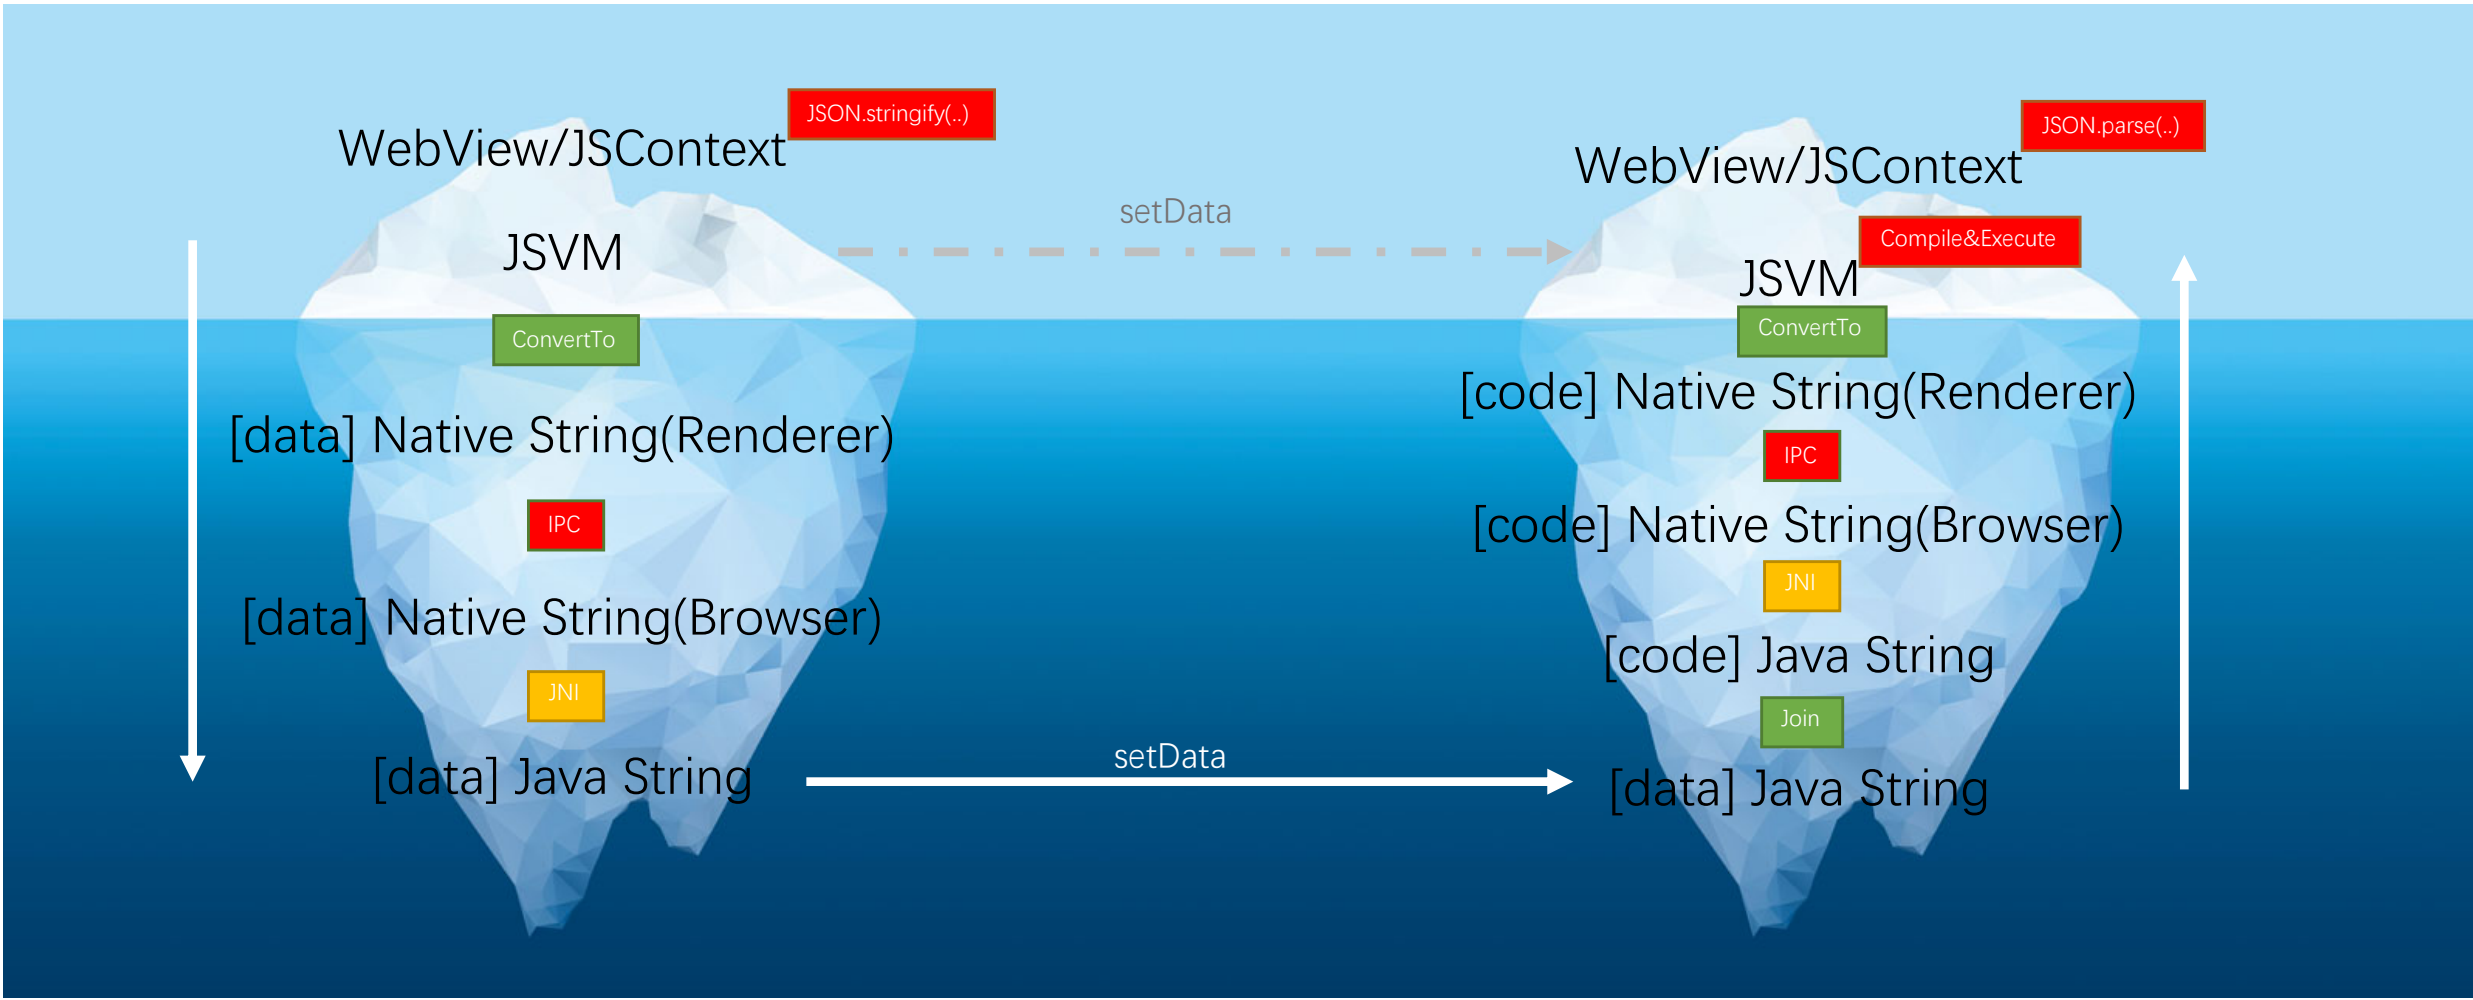 JSON.stringify(..)
WebView/JSContext
JSVM
ConvertTo
[data] Native String(Renderer)
IPC
[data] Native String(Browser)
JNI
[data] Java String
setData
setData
JSON.parse(..)
WebView/JSContext
Compile&Execute
JSVM
ConvertTo
[code] Native String(Renderer)
IPC
[code] Native String(Browser)
JNI
[code] Java String
Join
[data] Java String